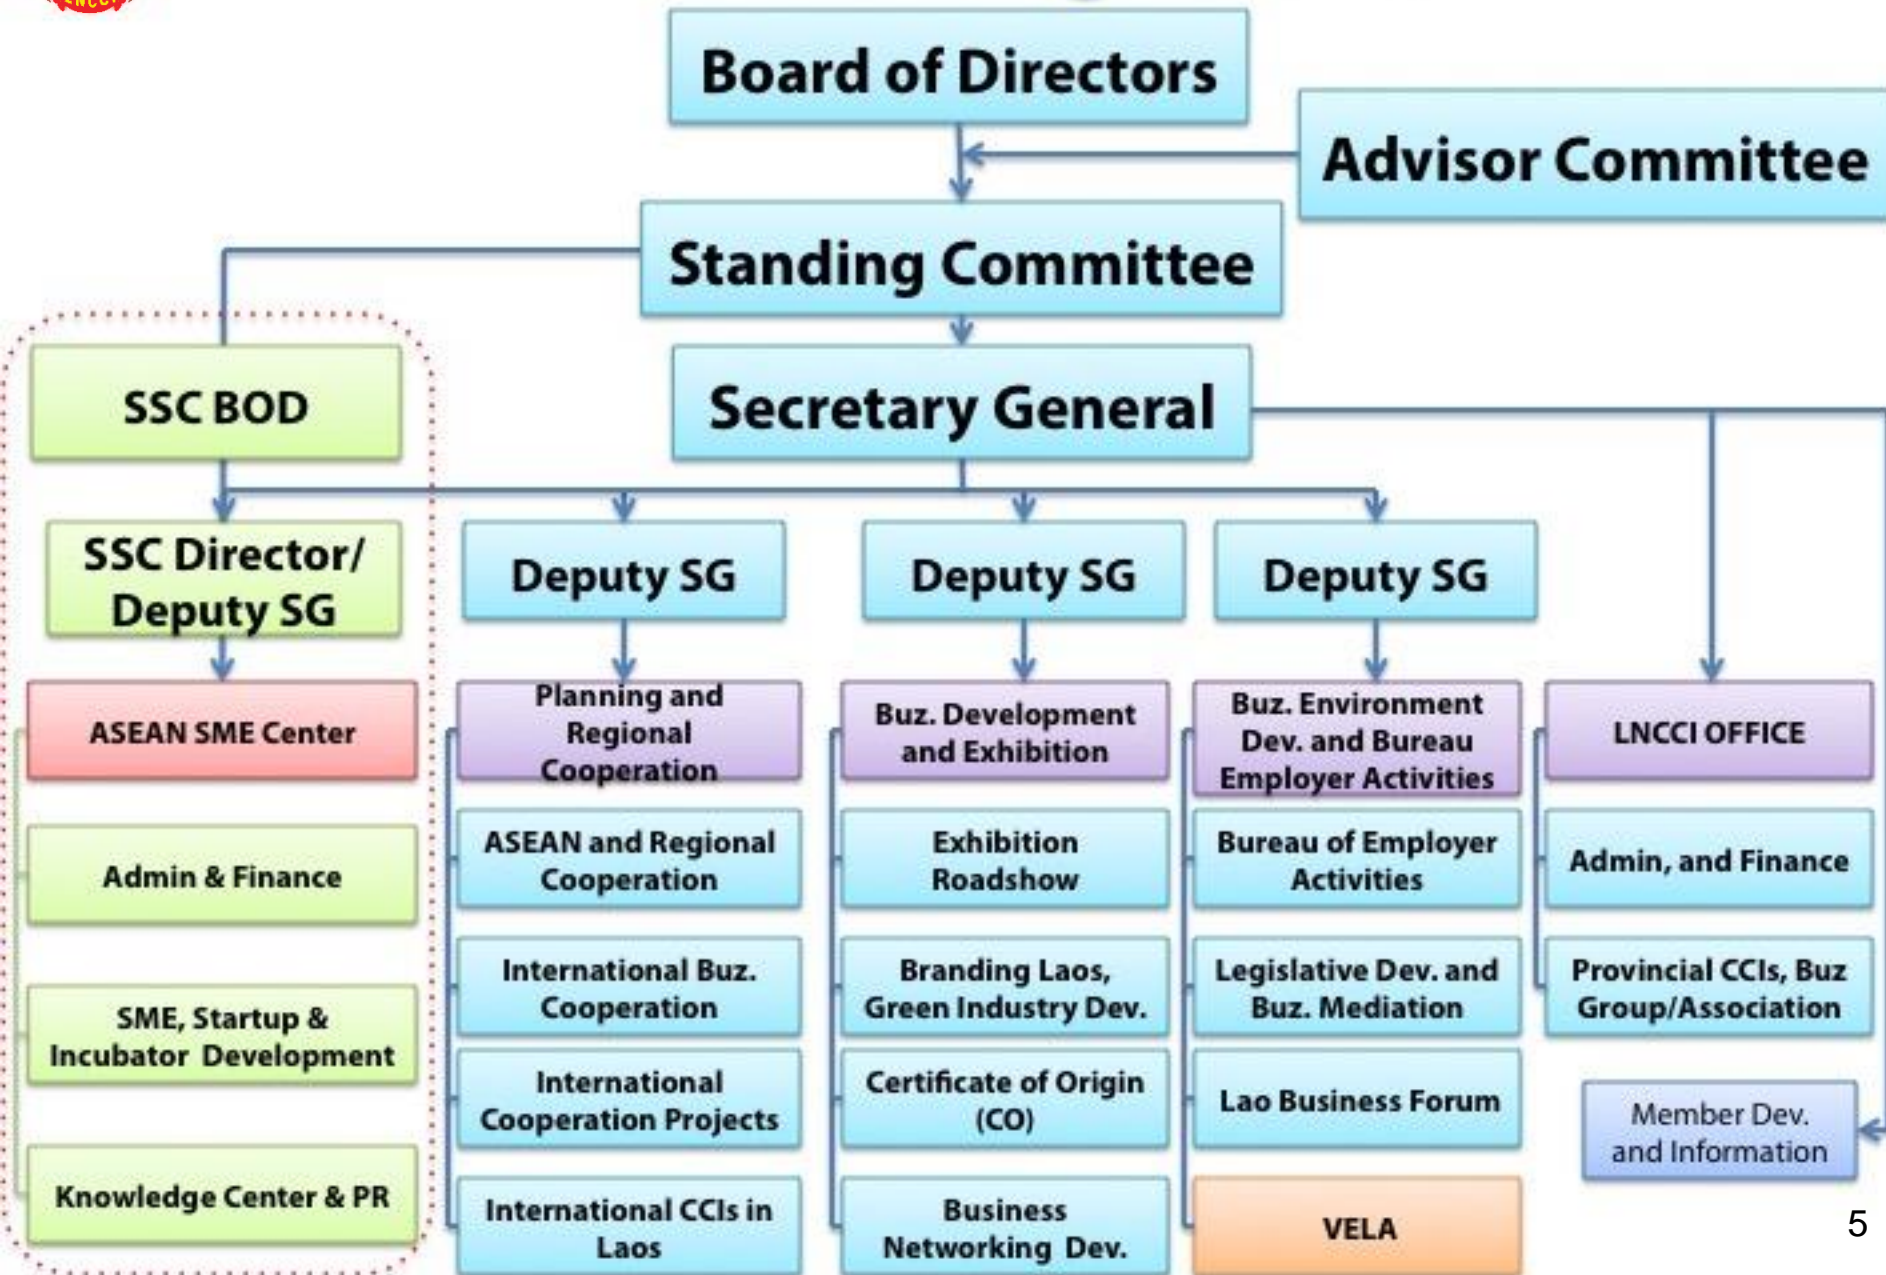 LNCCI
Board of Directors
Advisor Committee
Standing Committee
SSC BOD
Secretary General
SSC Director/
Deputy SG
Deputy SG
Deputy SG
Deputy SG
ASEAN SME Center
Admin & Finance
SME, Startup &
Incubator Development
Knowledge Center & PR
Planning and
Regional
Cooperation
ASEAN and Regional
Cooperation
International Buz.
Cooperation
International
Cooperation Projects
International CCIs in
Laos
Buz. Development
and Exhibition
Exhibition
Roadshow
Branding Laos,
Green Industry Dev.
Certificate of Origin
(CO)
Business
Networking Dev.
Buz. Environment
Dev. and Bureau
Employer Activities
Bureau of Employer
Activities
Legislative Dev. and
Buz. Mediation
Lao Business Forum
VELA
LNCCI OFFICE
Admin, and Finance
Provincial CCIs, Buz
Group/Association
Member Dev.
and Information
5